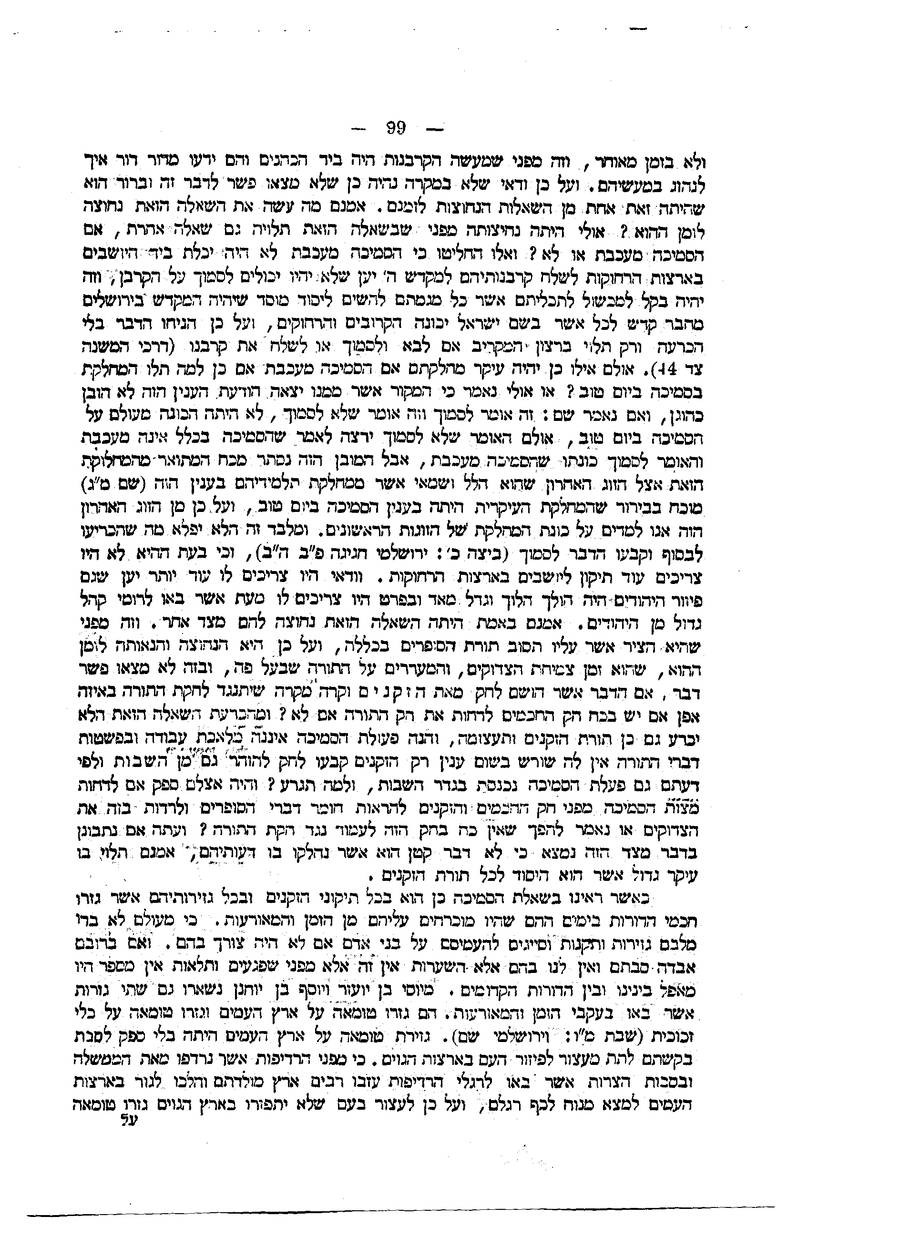 — 99 —
ולא בזמן מאוחר, וזה מפני שמעשה הקרבנות היה ביד הכהנים והם ידעו מדור דור איך
לנהוג במעשיהם. ועל כן ודאי שלא במקרה נהיה כן שלא מצאו פשר לדבר זה וברור הוא
שהיתה זאת אחת מן השאלות הנחוצות לזמנם. אמנם מה עשה את השאלה הזאת נחוצה
לזמן ההוא? אולי היתה נחיצותה מפני שבשאלה הזאת תלויה גם שאלה אחרת, אם
הסמיכה מעכבת או לא? ואלו החליטו כי הסמיכה מעכבת לא היה יכלת ביד היושבים
בארצות הרחוקות לשלח קרבנותיהם למקדש ה' יען שלא יהיו יכולים לסמוך על הקרבן, וזה
יהיה בקל למכשול לתכליתם אשר כל מגמתם להשים ליסוד מוסד שיהיה המקדש בירושלים
מחבר קדש לכל אשר בשם ישראל יכונה הקרובים והרחוקים, ועל כן הניחו הדבר בלי
הכרעה ורק תלוי ברצון המקריב אם לבא ולסמוך או לשלח את קרבנו (דרכי המשנה
צד 44). אולם אילו כן יהיה עיקר מחלקתם אם הסמיכה מעכבת אם כן למה תלו המחלקת
בסמיכה ביום טוב? או אולי נאמר כי המקור אשר ממנו יצאה הודעת הענין הזה לא הובן
כהוגן, ואם נאמר שם: זה אומר לסמוך וזה אומר שלא לסמוך, לא היתה הכונה מעולם על
הסמיכה ביום טוב, אולם האומר שלא לסמוך ירצה לאמר שהסמיכה בכלל אינה מעכבת
והאומר לסמוך כונתו שהסמיכה מעכבת, אבל המובן הזה נסתר מכח המתואר מהמחלוקת
הזאת אצל הזוג האחרון שהוא הלל ושמאי אשר ממחלקת תלמידיהם בענין הזה (שם מ"ג)
מוכח בבירור שהמחלקת העיקרית היתה בענין הסמיכה ביום טוב, ועל כן מן הזוג האחרון
הזה אנו למדים על כונת המחלקת של הזוגות הראשונים. ומלבד זה הלא יפלא מה שהכריעו
לבסוף וקבעו הדבר לסמוך (ביצה כ': ירושלמי חגיגה פ"ב ה"ב), וכי בעת ההיא לא היו
צריכים עוד תיקון ליושבים בארצות הרחוקות. וודאי היו צריכים לו עוד יותר יען שגם
פיזור היהודים היה הולך הלוך וגדל מאד ובפרט היו צריכים לו מעת אשר באו לרומי קהל
גדול מן היהודים. אמנם באמת היתה השאלה הזאת נחוצה להם מצד אחר. וזה מפני
שהיא הציר אשר עליו תסוב תורת הסופרים בכללה, ועל כן היא הנחוצה והנאותה לזמן
ההוא, שהוא זמן צמיחת הצדוקים, והמערערים על התורה שבעל פה, ובזה לא מצאו פשר
דבר, אם הדבר אשר הושם לחק מאת הזקנים וקרה מקרה שיתנגד לחקת התורה באיזה
אפן אם יש בכח חק החכמים לדחות את חק התורה אם לא? ומהכרעת השאלה הזאת הלא
יכרע גם כן תורת הזקנים ותעצומה, והנה פעולת הסמיכה איננה מלאכת עבודה ובפשטות
דברי התורה אין לה שורש בשום ענין רק הזקנים קבעו לחק להזהר גם מן השבות ולפי
דעתם גם פעלת הסמיכה נכנסת בגדר השבות, ולמה תגרע? והיה אצלם ספק אם לדחות
מצות הסמיכה מפני חק החכמים והזקנים להראות חומר דברי הסופרים ולרדות בזה את
הצדוקים או נאמר להפך שאין כח בחק הזה לעמוד נגד חקת התורה? ועתה אם נתבונן
בדבר מצד הזה נמצא כי לא דבר קטן הוא אשר נחלקו בו דעותיהם, אמנם תלוי בו
עיקר גדול אשר הוא היסוד לכל תורת הזקנים.
כאשר ראינו בשאלת הסמיכה כן הוא בכל תיקוני הזקנים ובכל גזירותיהם אשר גזרו
חכמי הדורות בימים ההם שהיו מוכרחים עליהם מן הזמן והמאורעות. כי מעולם לא בדו
מלבם גזירות ותקנות וסייגים להעמיסם על בני אדם אם לא היה צורך בהם. ואם ברובם
אבדה סבתם ואין לנו בהם אלא השערות אין זה אלא מפני שפגעים ותלאות אין מספר היו
מאפל בינינו ובין הדורות הקדומים. מיוסי בן יועזר ויוסף בן יוחנן נשארו גם שתי גזרות
אשר באו בעקבי הזמן והמאורעות. הם גזרו טומאה על ארץ העמים וגזרו טומאה על כלי
זכוכית (שבת מ"ו: וירושלמי שם). גזירת טומאה על ארץ העמים היתה בלי ספק לסבת
בקשתם לתת מעצור לפיזור העם בארצות הגוים. כי מפני הרדיפות אשר נרדפו מאת הממשלה
ובסבות הצרות אשר באו לרגלי הרדיפות עזבו רבים ארץ מולדתם והלכו לגור בארצות
העמים למצא מנוח לכף רגלם, ועל כן לעצור בעם שלא יתפזרו בארץ הגוים גזרו טומאה
על